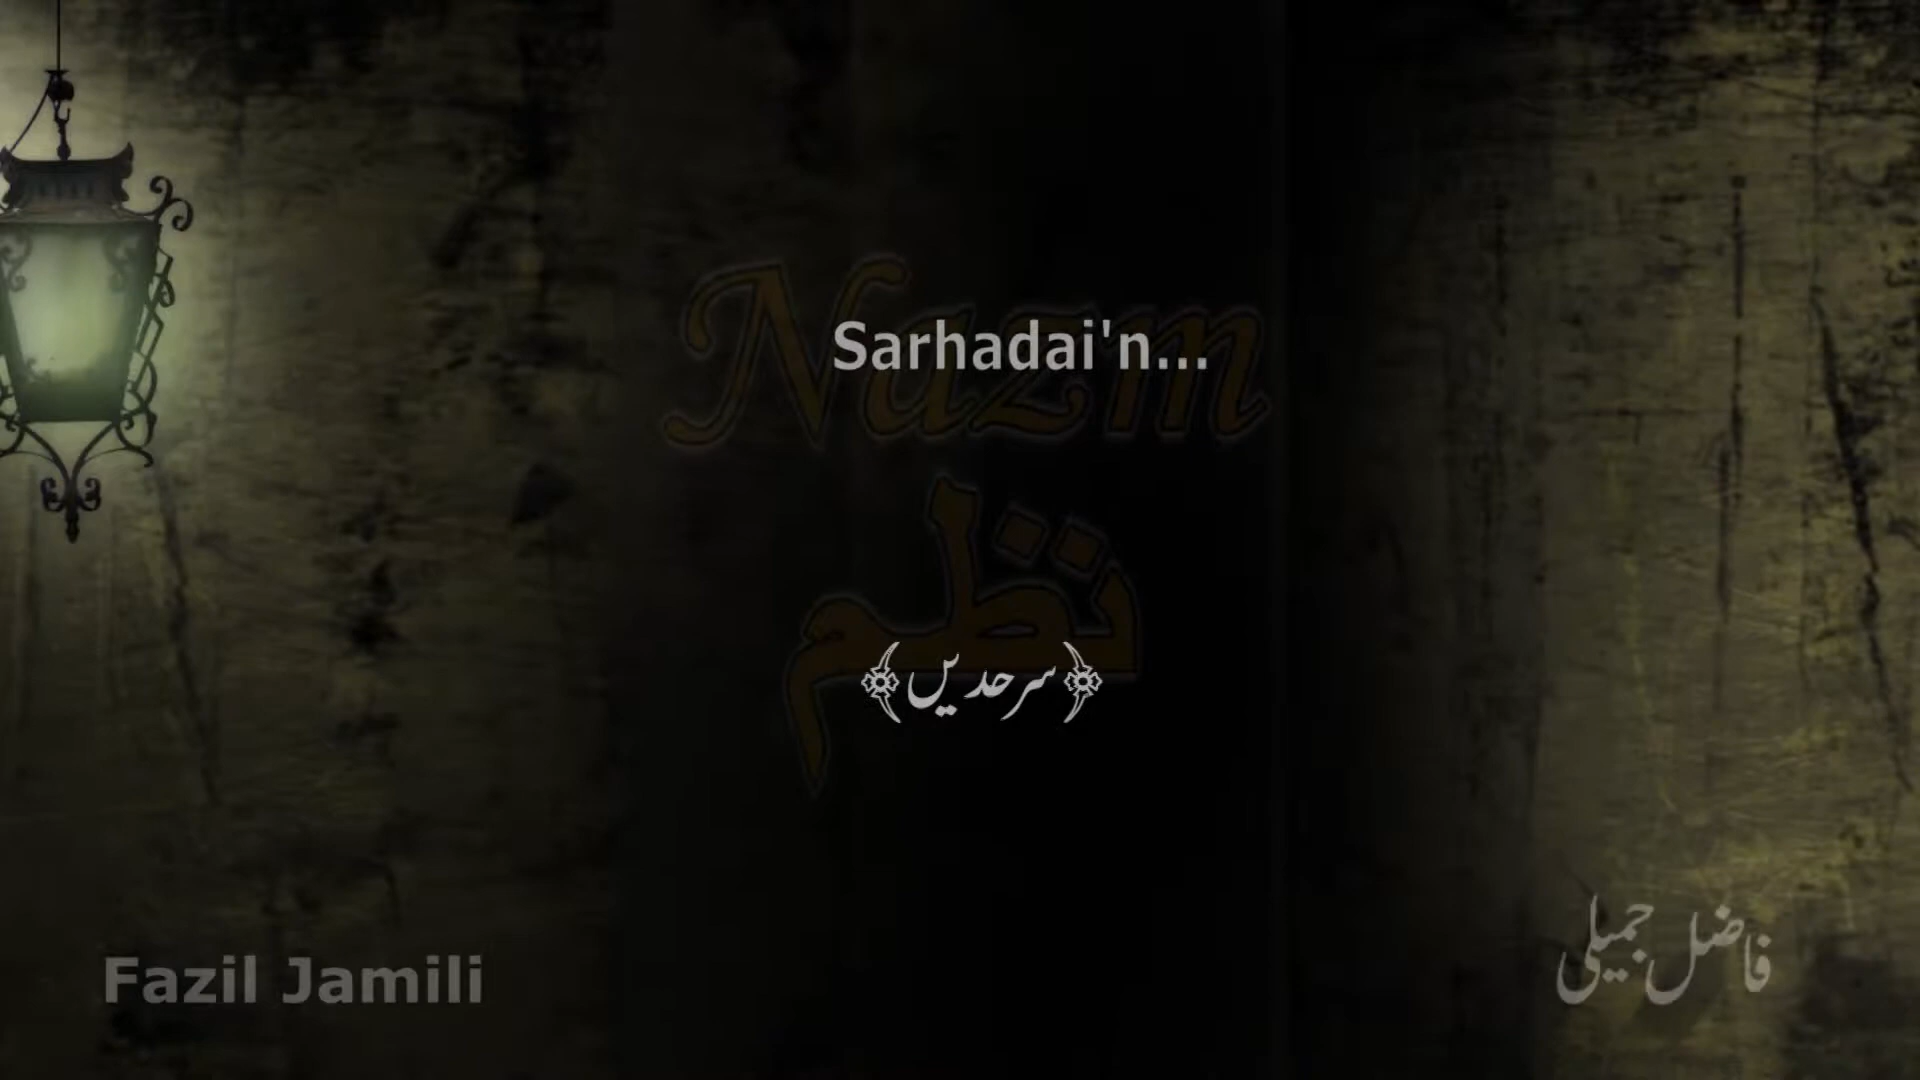 Nazm
Sarhadai'n...
نظم
﴿سرحدیں﴾
Fazil Jamili
فاضل جمیلی